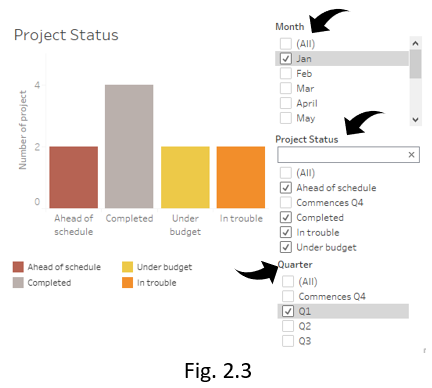 Project Status
Number of project
4
2
0
Ahead of schedule
Completed
Under budget
In trouble
Ahead of schedule
Under budget
Completed
In trouble
Month
(All)
Jan
Feb
Mar
April
May
Project Status
(All)
Ahead of schedule
Commences Q4
Completed
In trouble
Under budget
Quarter
(All)
Commences Q4
Q1
Q2
Q3
Fig. 2.3